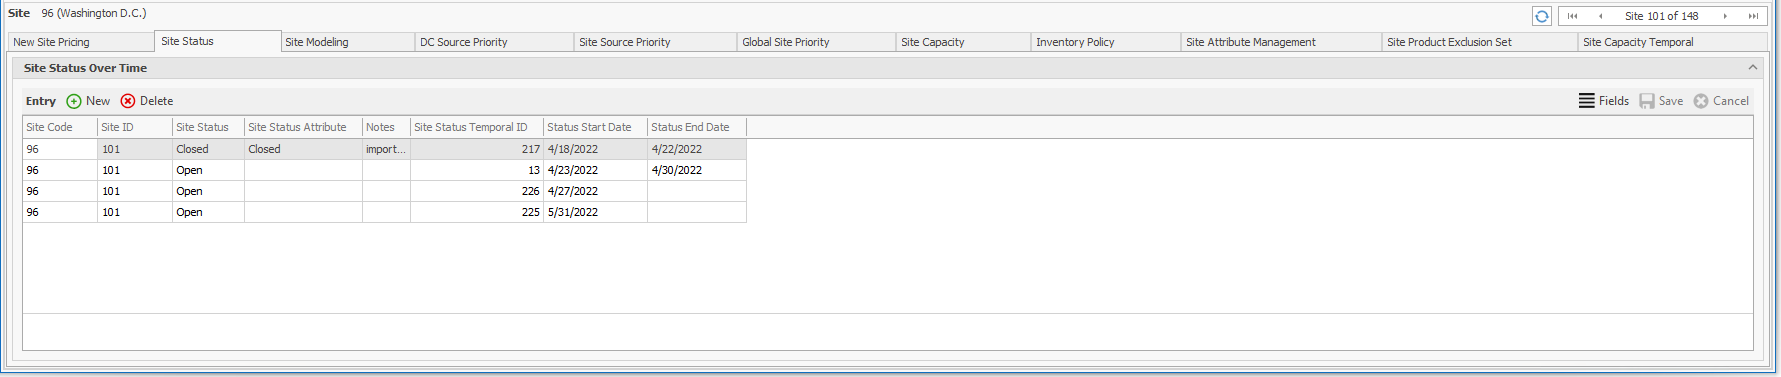 Site 96 (Washington D.C.) Site 101 of 148
New Site Pricing Site Status Site Modeling DC Source Priority Site Source Priority Global Site Priority Site Capacity Inventory Policy Site Attribute Management Site Product Exclusion Set Site Capacity Temporal
Site Status Over Time
Entry New Delete Fields Save Cancel
Site Code Site ID Site Status Site Status Attribute Notes Site Status Temporal ID Status Start Date Status End Date
96 101 Closed Closed import... 217 4/18/2022 4/22/2022
96 101 Open 13 4/23/2022 4/30/2022
96 101 Open 226 4/27/2022
96 101 Open 225 5/31/2022